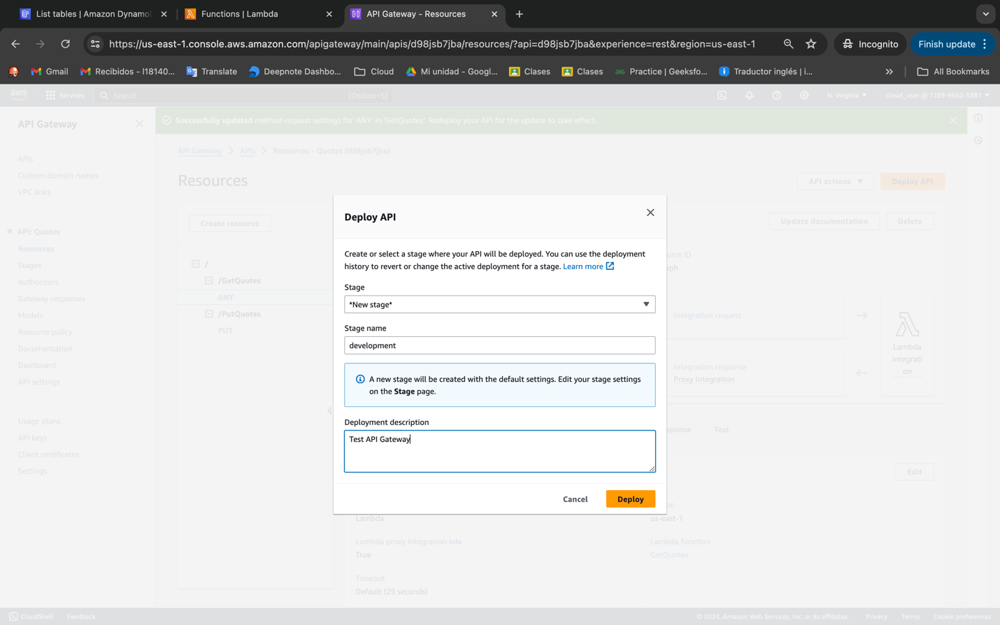 List tables | Amazon Dynamo
Functions | Lambda
API Gateway - Resources
https://us-east-1.console.aws.amazon.com/apigateway/main/apis/d98jsb7jba/resources/?api=d98jsb7jba&experience=rest&region=us-east-1
Incognito
Finish update
Gmail
Recibidos - l18140...
Translate
Deepnote Dashbo...
Cloud
Mi unidad - Googl...
Clases
Clases
Practice | Geeksfo...
Traductor inglés | i...
All Bookmarks
aws
Services
Search
[Option+S]
N. Virginia
cloud_user @ 7289-9662-5881
API Gateway
Successfully updated method request settings for 'ANY' in 'GetQuotes'. Redeploy your API for the update to take effect.
APIs
Custom domain names
VPC links
API: Quotes
Resources
Stages
Authorizers
Gateway responses
Models
Resource policy
Documentation
Dashboard
API settings
Usage plans
API keys
Client certificates
Settings
API Gateway
APIs
Resources - Quotes (d98jsb7jba)
Resources
API actions
Deploy API
Create resource
/
/GetQuotes
ANY
/PutQuotes
PUT
Update documentation
Delete
Deploy API
Create or select a stage where your API will be deployed. You can use the deployment
history to revert or change the active deployment for a stage. Learn more
Stage
*New stage*
Stage name
development
A new stage will be created with the default settings. Edit your stage settings
on the Stage page.
Deployment description
Test API Gateway
Cancel
Deploy
urce ID
yph
Integration request
Integration response
Proxy integration
Lambda
integrati
on
sponse
Test
Edit
on
Lambda
us-east-1
Lambda proxy integration Info
True
Lambda function
GetQuotes
Timeout
Default (29 seconds)
CloudShell
Feedback
© 2024, Amazon Web Services, Inc. or its affiliates.
Privacy
Terms
Cookie preferences